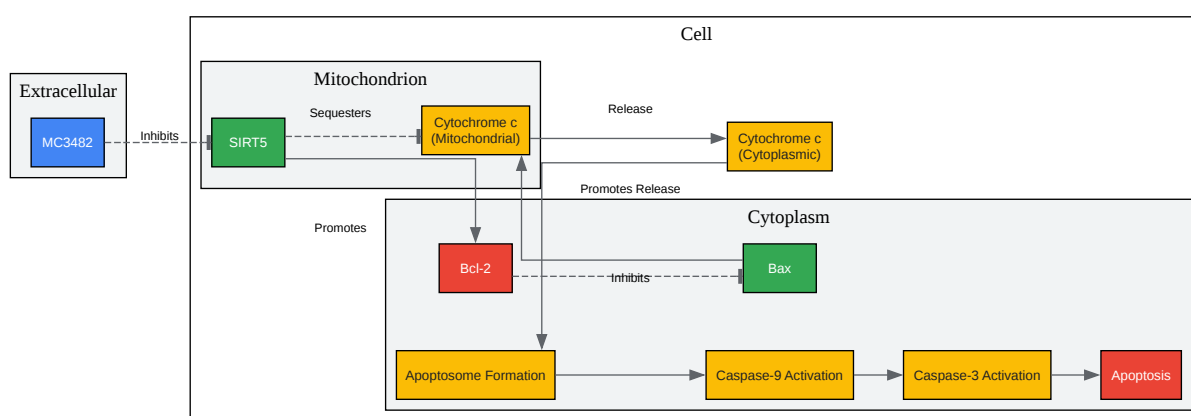 Cell
Mitochondrion
Extracellular
Sequesters
Release
MC3482
Inhibits
SIRT5
Cytochrome c
(Mitochondrial)
Cytochrome c
(Cytoplasmic)
Promotes Release
Promotes
Cytoplasm
Bcl-2
Inhibits
Bax
Apoptosome Formation
Caspase-9 Activation
Caspase-3 Activation
Apoptosis